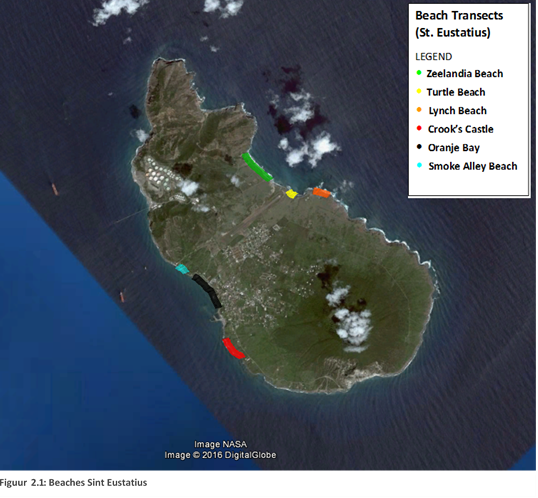 Beach Transects
(St. Eustatius)
LEGEND
Zeelandia Beach
Turtle Beach
Lynch Beach
Crook's Castle
Oranje Bay
Smoke Alley Beach
Image NASA
Image © 2016 DigitalGlobe
Figuur 2.1: Beaches Sint Eustatius